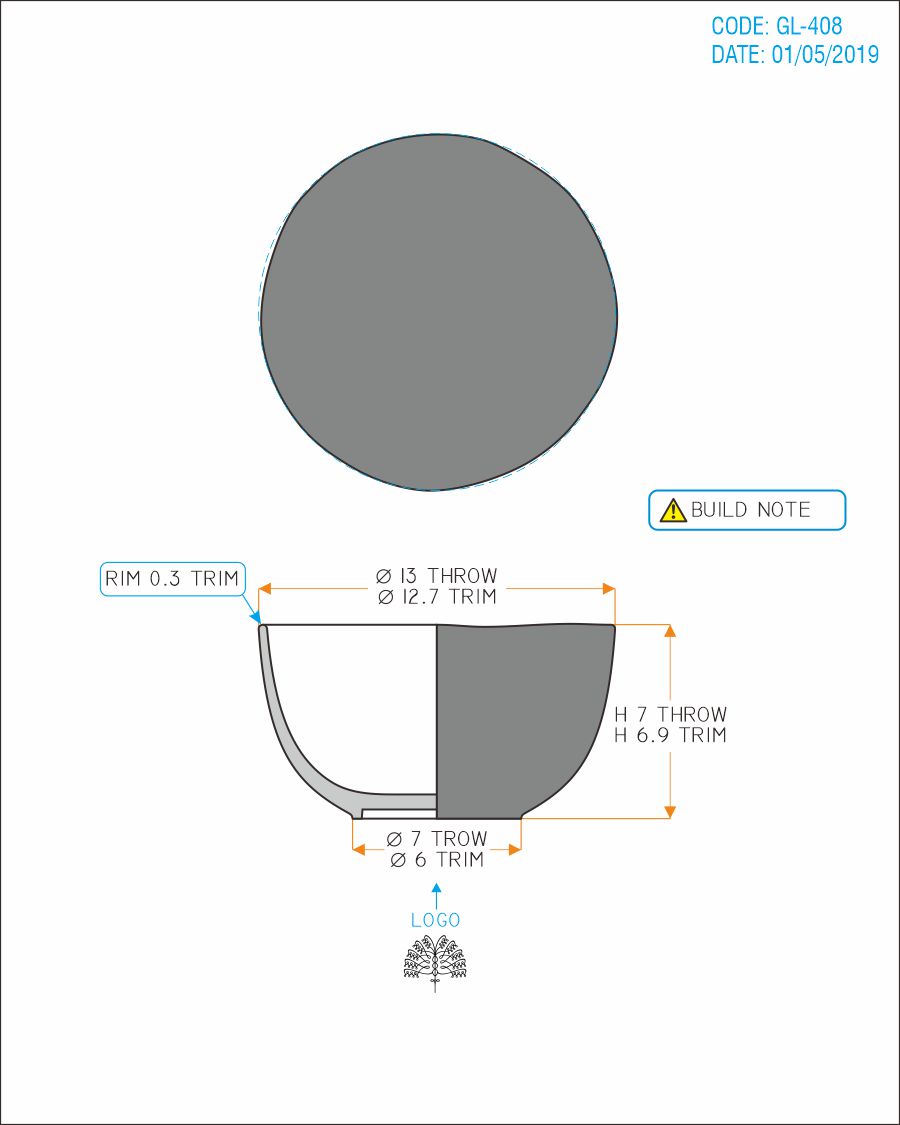 CODE: GL-408
DATE: 01/05/2019
BUILD NOTE
RIM 0.3 TRIM
Ø 13 THROW
Ø 12.7 TRIM
H 7 THROW
H 6.9 TRIM
Ø 7 TROW
Ø 6 TRIM
LOGO